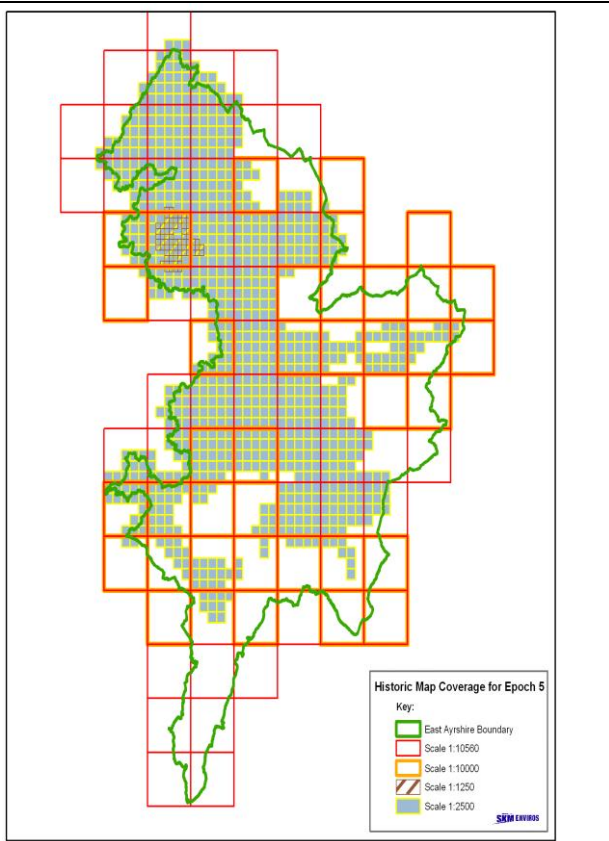 Historic Map Coverage for Epoch 5
Key:
East Ayrshire Boundary
Scale 1:10560
Scale 1:10000
Scale 1:1250
Scale 1:2500
SKM ENVIROS